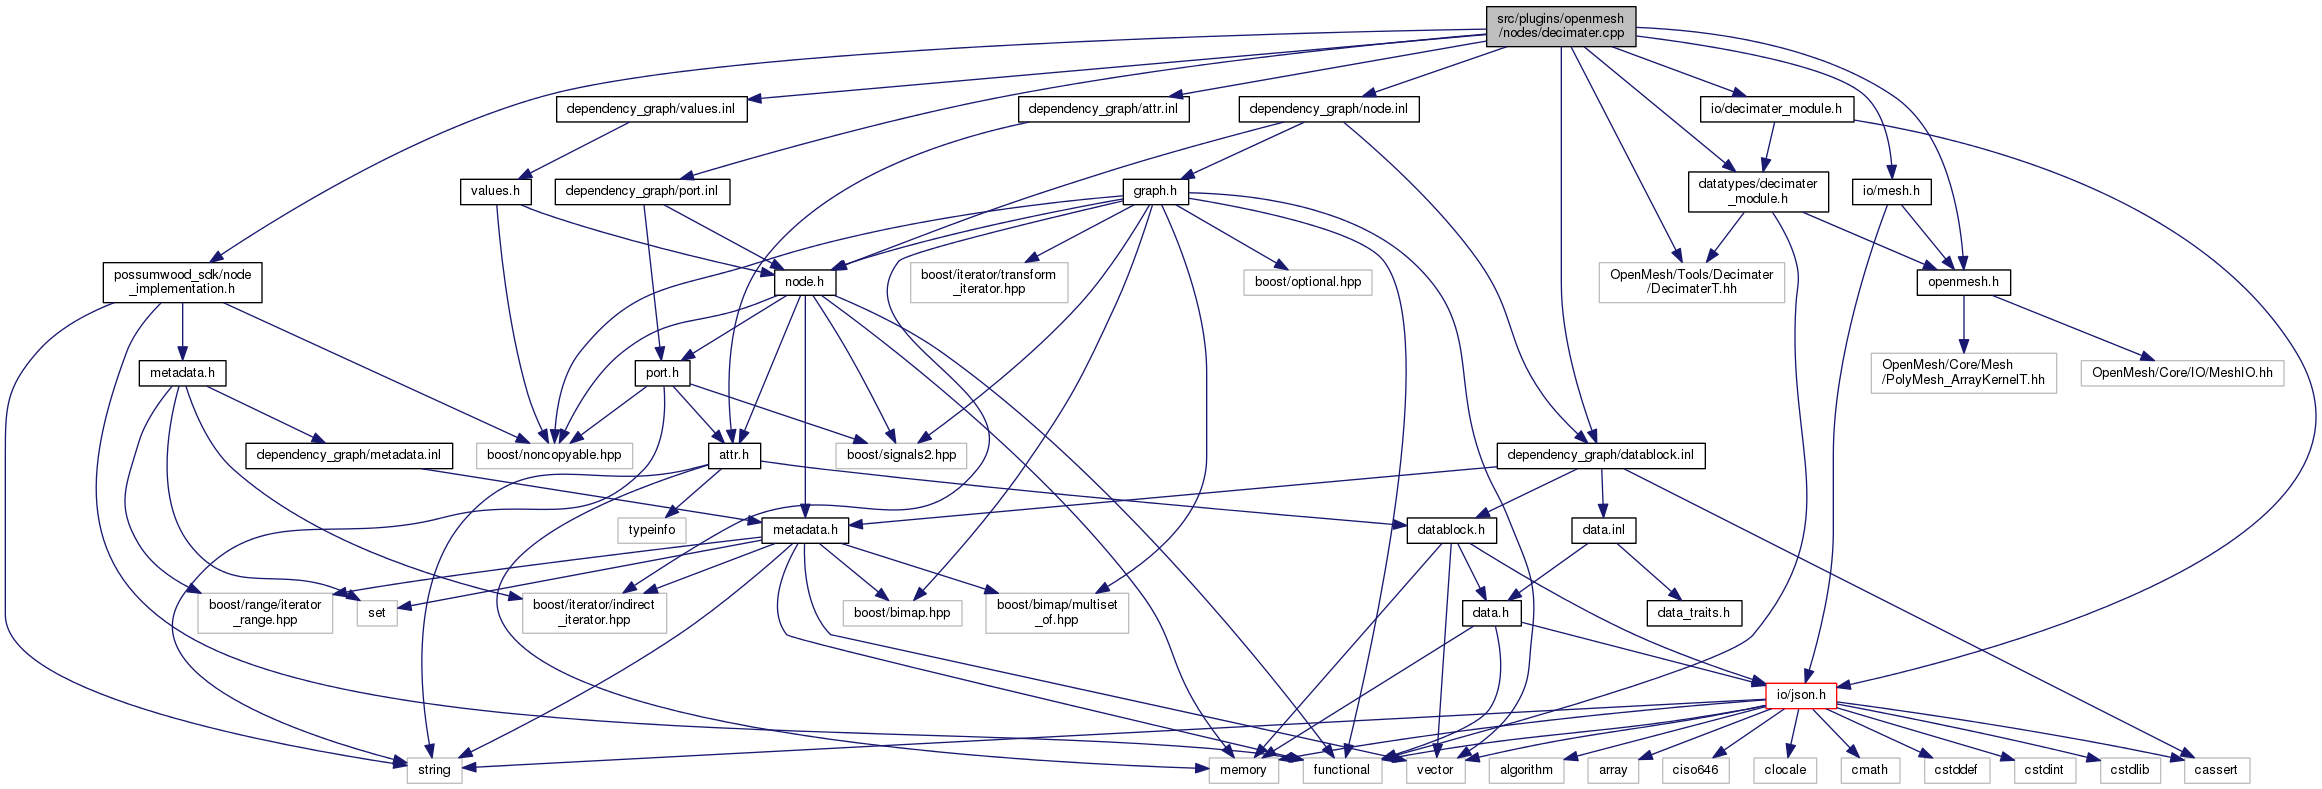 src/plugins/openmesh
/nodes/decimater.cpp
dependency_graph/values.inl
dependency_graph/attr.inl
dependency_graph/node.inl
io/decimater_module.h
values.h
dependency_graph/port.inl
graph.h
datatypes/decimater
_module.h
io/mesh.h
possumwood_sdk/node
_implementation.h
node.h
boost/iterator/transform
_iterator.hpp
boost/optional.hpp
OpenMesh/Tools/Decimater
/DecimaterT.hh
openmesh.h
metadata.h
port.h
OpenMesh/Core/Mesh
/PolyMesh_ArrayKernelT.hh
OpenMesh/Core/IO/MeshIO.hh
dependency_graph/metadata.inl
boost/noncopyable.hpp
attr.h
boost/signals2.hpp
dependency_graph/datablock.inl
typeinfo
metadata.h
datablock.h
data.inl
boost/range/iterator
_range.hpp
set
boost/iterator/indirect
_iterator.hpp
boost/bimap.hpp
boost/bimap/multiset
_of.hpp
data.h
data_traits.h
io/json.h
string
memory
functional
vector
algorithm
array
ciso646
clocale
cmath
cstddef
cstdint
cstdlib
cassert